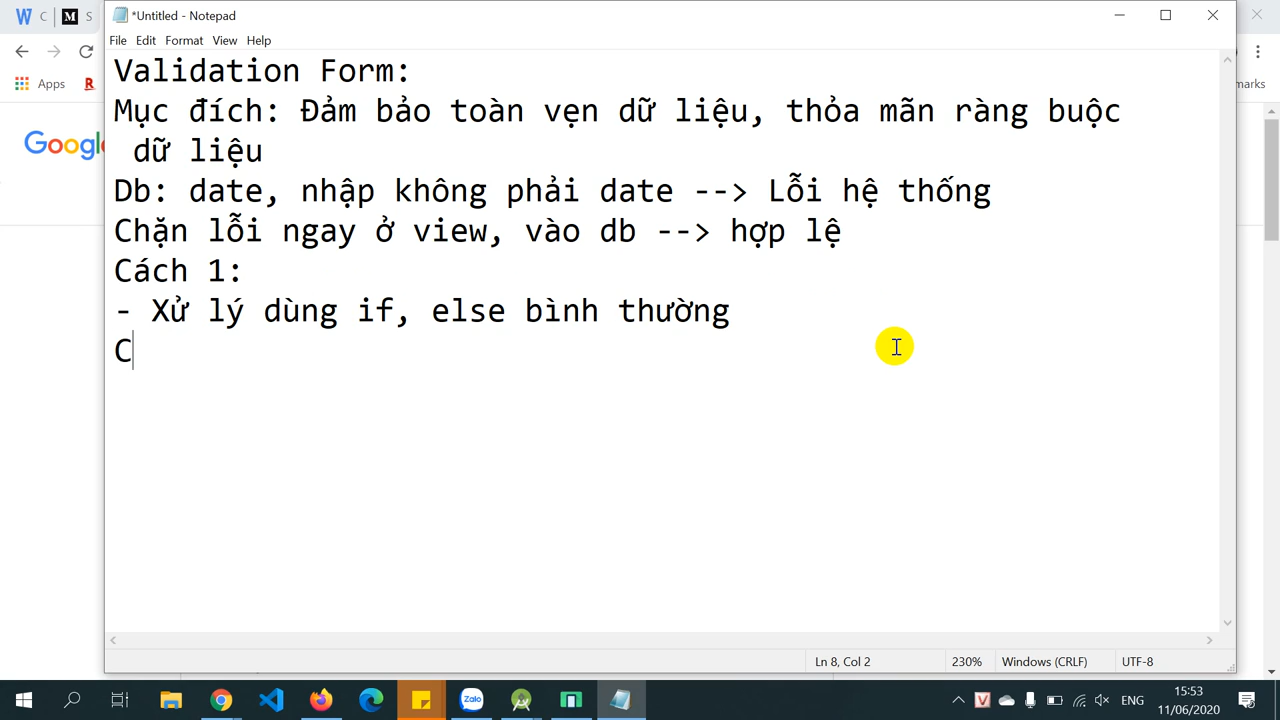 W C M S
*Untitled - Notepad
File Edit Format View Help
Apps R
marks
Google
Validation Form:
Mục đích: Đảm bảo toàn vẹn dữ liệu, thỏa mãn ràng buộc
dữ liệu
Db: date, nhập không phải date --> Lỗi hệ thống
Chặn lỗi ngay ở view, vào db --> hợp lệ
Cách 1:
- Xử lý dùng if, else bình thường
C
Ln 8, Col 2 230% Windows (CRLF) UTF-8
Zalo V ENG 15:53
11/06/2020